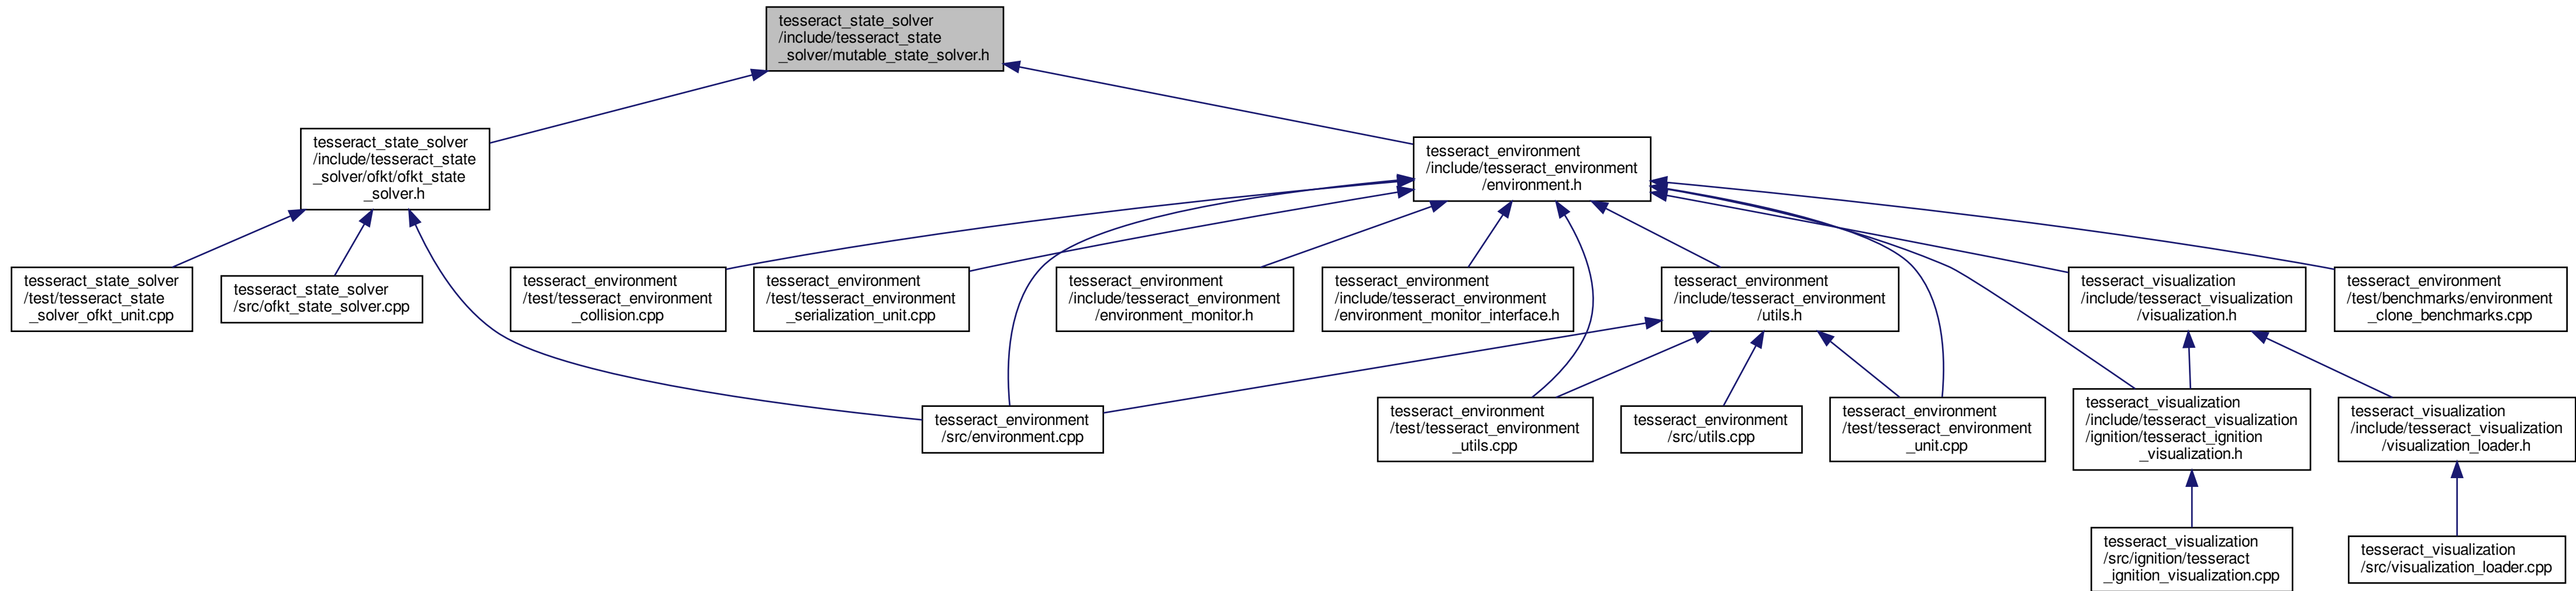 tesseract_state_solver
/include/tesseract_state
_solver/mutable_state_solver.h
tesseract_state_solver
/include/tesseract_state
_solver/ofkt/ofkt_state
_solver.h
tesseract_environment
/include/tesseract_environment
/environment.h
tesseract_state_solver
/test/tesseract_state
_solver_ofkt_unit.cpp
tesseract_state_solver
/src/ofkt_state_solver.cpp
tesseract_environment
/test/tesseract_environment
_collision.cpp
tesseract_environment
/test/tesseract_environment
_serialization_unit.cpp
tesseract_environment
/include/tesseract_environment
/environment_monitor.h
tesseract_environment
/include/tesseract_environment
/environment_monitor_interface.h
tesseract_environment
/include/tesseract_environment
/utils.h
tesseract_visualization
/include/tesseract_visualization
/visualization.h
tesseract_environment
/test/benchmarks/environment
_clone_benchmarks.cpp
tesseract_environment
/src/environment.cpp
tesseract_environment
/test/tesseract_environment
_utils.cpp
tesseract_environment
/src/utils.cpp
tesseract_environment
/test/tesseract_environment
_unit.cpp
tesseract_visualization
/include/tesseract_visualization
/ignition/tesseract_ignition
_visualization.h
tesseract_visualization
/include/tesseract_visualization
/visualization_loader.h
tesseract_visualization
/src/ignition/tesseract
_ignition_visualization.cpp
tesseract_visualization
/src/visualization_loader.cpp